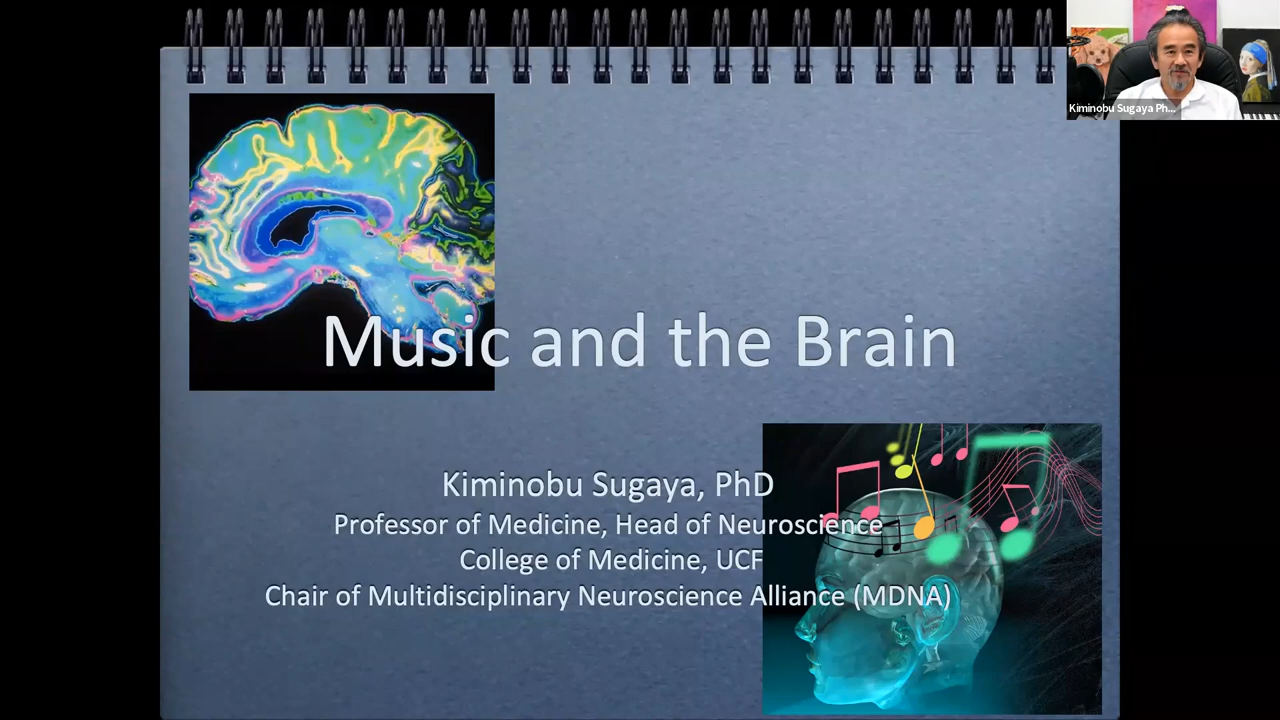 Kiminobu Sugaya Ph...
Music and the Brain
Kiminobu Sugaya, PhD
Professor of Medicine, Head of Neuroscience
College of Medicine, UCF
Chair of Multidisciplinary Neuroscience Alliance (MDNA)